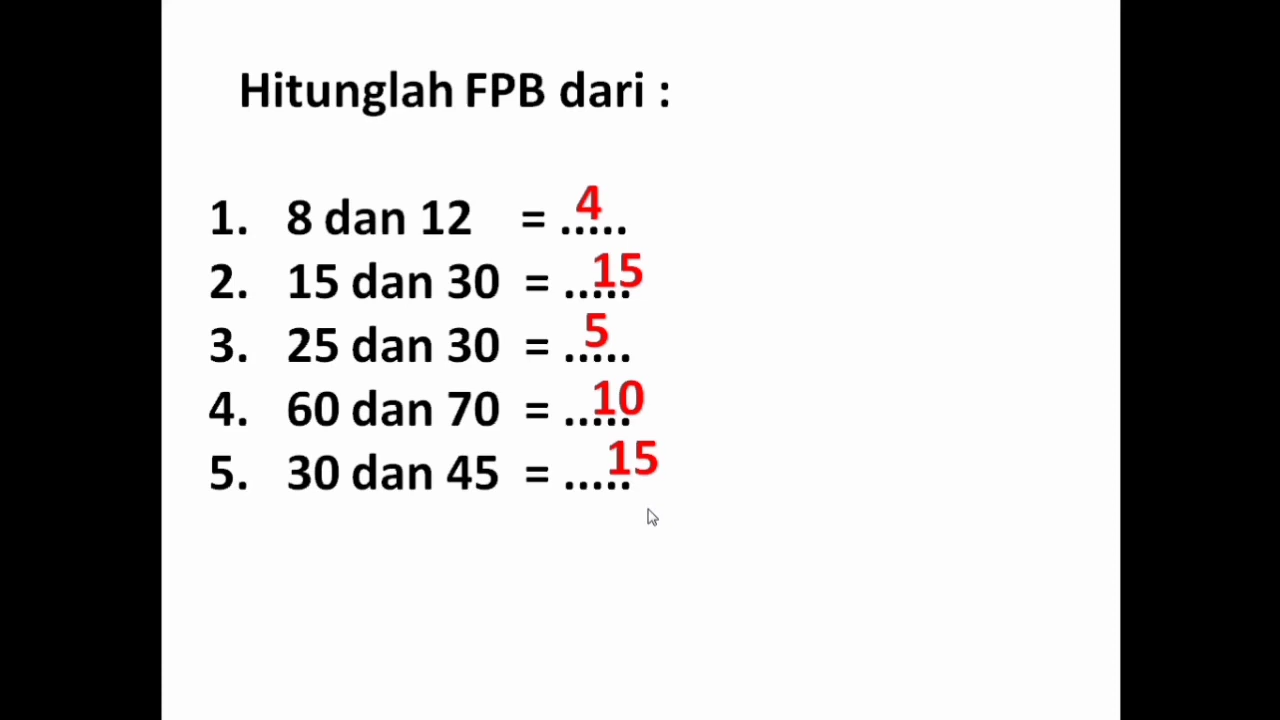 Hitunglah FPB dari :
1. 8 dan 12 = ..... 4
2. 15 dan 30 = ..... 15
3. 25 dan 30 = ..... 5
4. 60 dan 70 = ..... 10
5. 30 dan 45 = ..... 15